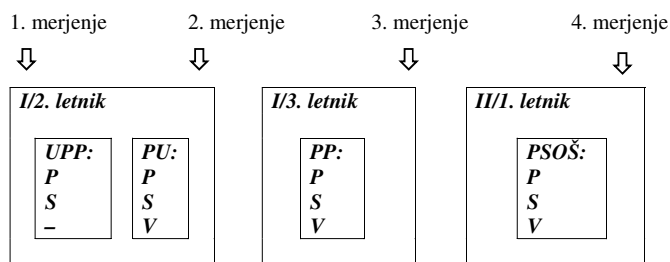 1. merjenje 2. merjenje 3. merjenje 4. merjenje
I/2. letnik I/3. letnik II/1. letnik
UPP: PU: PP: PSOŠ:
P P P P
S S S S
– V V V